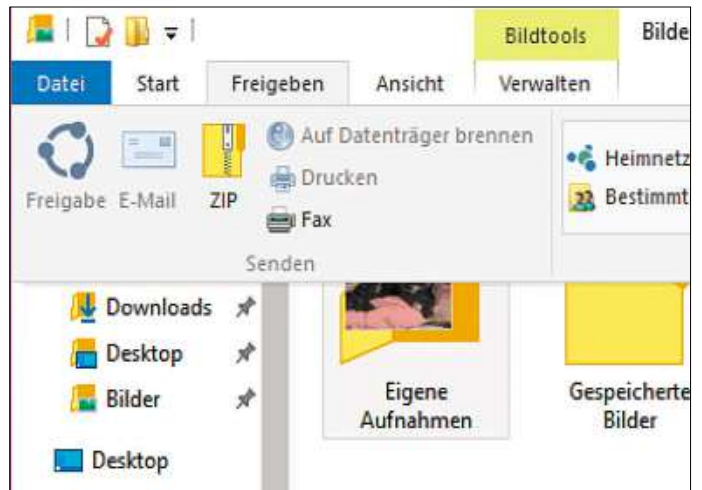 Bildtools
Bilde
Datei Start Freigeben Ansicht Verwalten
Freigabe E-Mail ZIP
Auf Datenträger brennen
Drucken
Fax
Heimnetz
Bestimmt
Senden
Downloads
Desktop
Bilder
Desktop
Eigene
Aufnahmen
Gespeicherte
Bilder